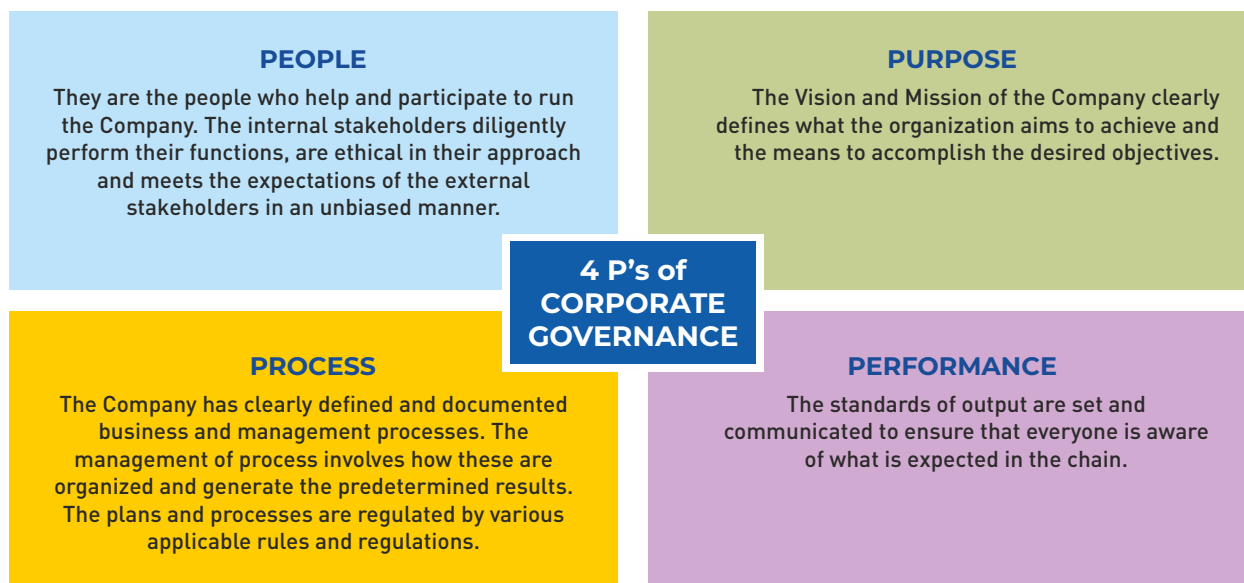 PEOPLE
They are the people who help and participate to run
the Company. The internal stakeholders diligently
perform their functions, are ethical in their approach
and meets the expectations of the external
stakeholders in an unbiased manner.
PURPOSE
The Vision and Mission of the Company clearly
defines what the organization aims to achieve and
the means to accomplish the desired objectives.
4 P’s of
CORPORATE
GOVERNANCE
PROCESS
The Company has clearly defined and documented
business and management processes. The
management of process involves how these are
organized and generate the predetermined results.
The plans and processes are regulated by various
applicable rules and regulations.
PERFORMANCE
The standards of output are set and
communicated to ensure that everyone is aware
of what is expected in the chain.